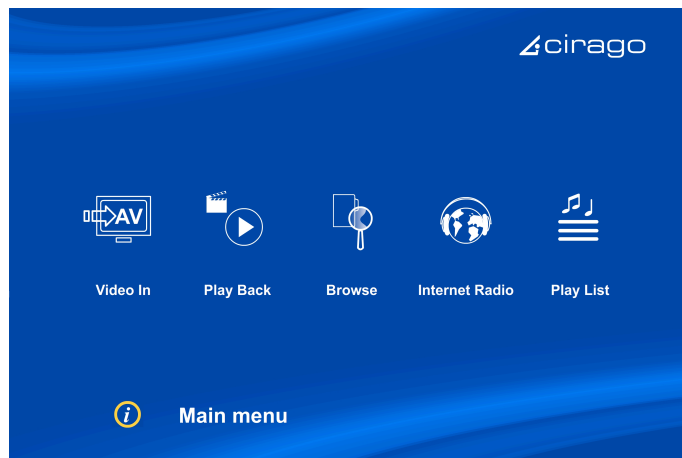 cirago
AV
Video In
Play Back
Browse
Internet Radio
Play List
i
Main menu